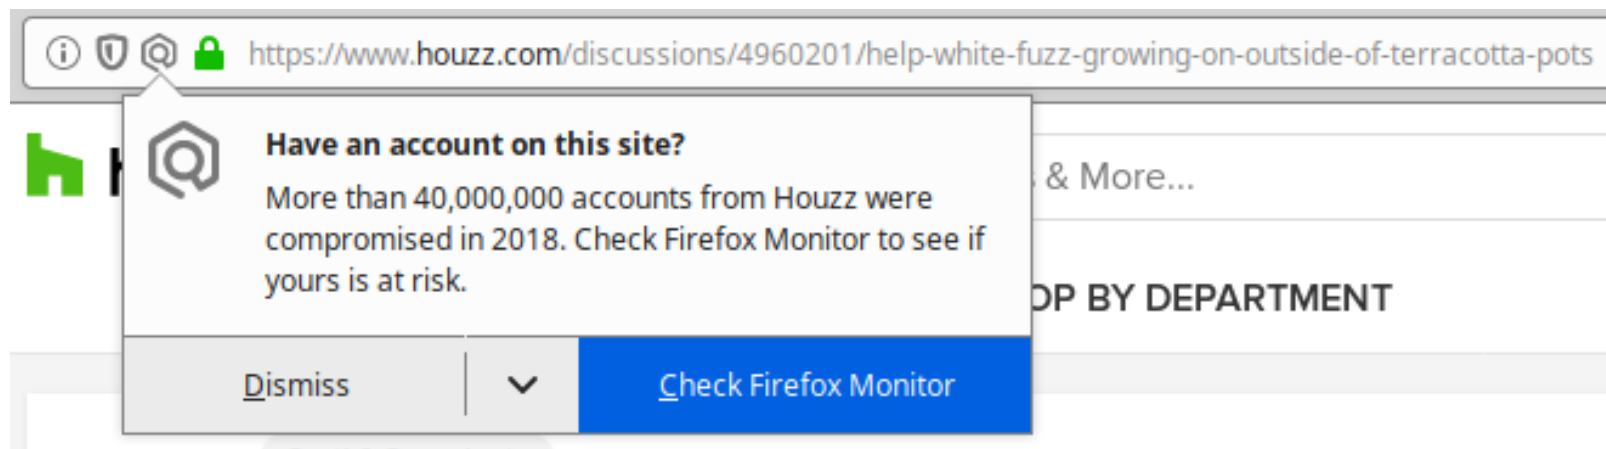 https://www.houzz.com/discussions/4960201/help-white-fuzz-growing-on-outside-of-terracotta-pots
Have an account on this site?
More than 40,000,000 accounts from Houzz were
compromised in 2018. Check Firefox Monitor to see if
yours is at risk.
& More...
BY DEPARTMENT
Dismiss
Check Firefox Monitor